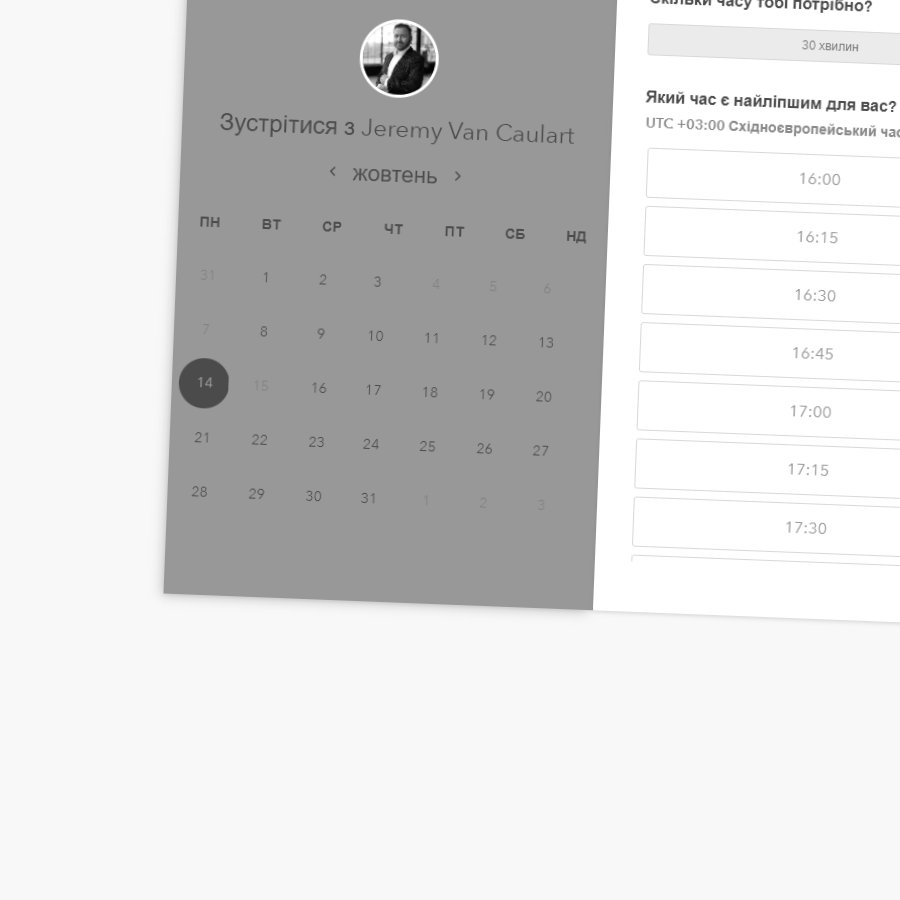 Зустрітися з Jeremy Van Caulart
‹ жовтень ›
ПН ВТ СР ЧТ ПТ СБ НД
31 1 2 3 4 5 6
7 8 9 10 11 12 13
14 15 16 17 18 19 20
21 22 23 24 25 26 27
28 29 30 31 1 2 3
Скільки часу тобі потрібно?
30 хвилин
Який час є найліпшим для вас?
UTC +03:00 Східноєвропейський час
16:00
16:15
16:30
16:45
17:00
17:15
17:30